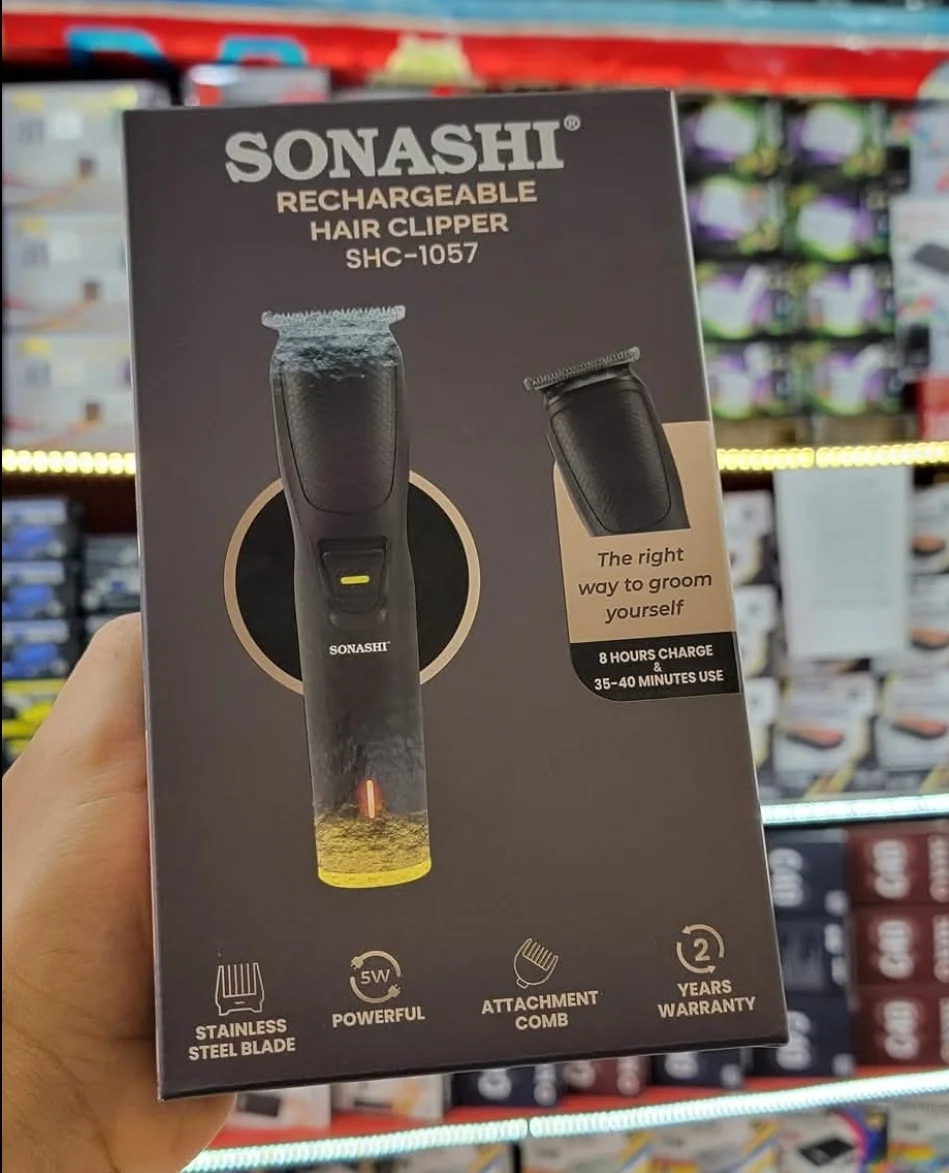 SONASHI®
RECHARGEABLE
HAIR CLIPPER
SHC-1057
SONASHI
The right
way to groom
yourself
8 HOURS CHARGE
&
35-40 MINUTES USE
STAINLESS
STEEL BLADE
5W
POWERFUL
ATTACHMENT
COMB
2
YEARS
WARRANTY